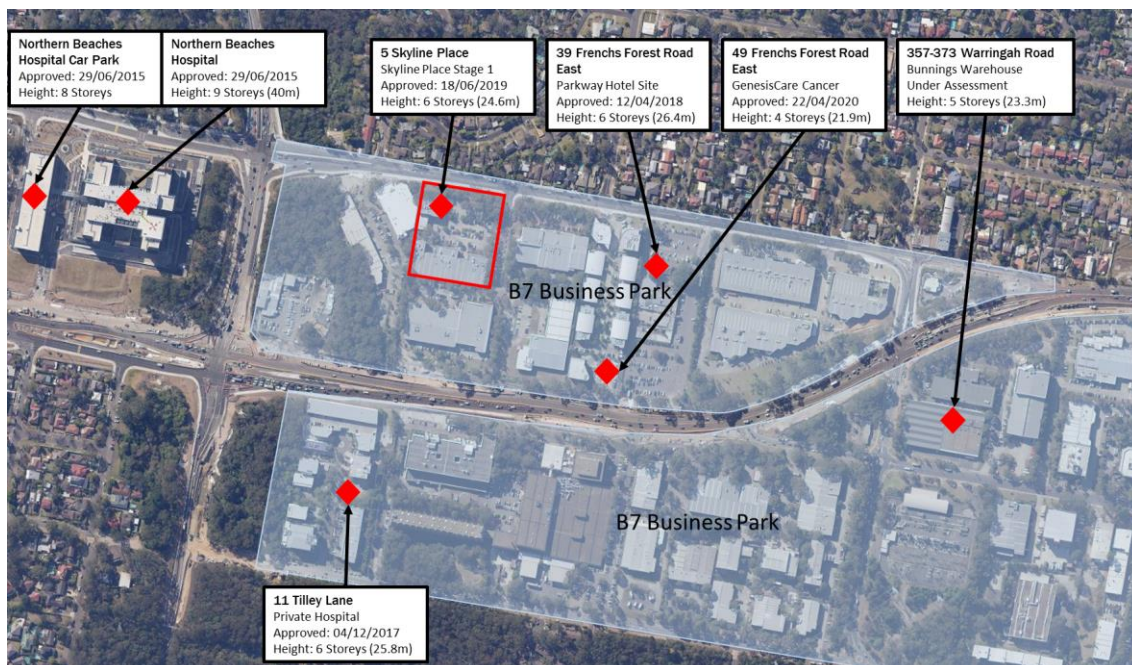 Northern Beaches
Hospital Car Park
Approved: 29/06/2015
Height: 8 Storeys
Northern Beaches
Hospital
Approved: 29/06/2015
Height: 9 Storeys (40m)
5 Skyline Place
Skyline Place Stage 1
Approved: 18/06/2019
Height: 6 Storeys (24.6m)
39 Frenchs Forest Road
East
Parkway Hotel Site
Approved: 12/04/2018
Height: 6 Storeys (26.4m)
49 Frenchs Forest Road
East
GenesisCare Cancer
Approved: 22/04/2020
Height: 4 Storeys (21.9m)
357-373 Warringah Road
Bunnings Warehouse
Under Assessment
Height: 5 Storeys (23.3m)
B7 Business Park
B7 Business Park
11 Tilley Lane
Private Hospital
Approved: 04/12/2017
Height: 6 Storeys (25.8m)